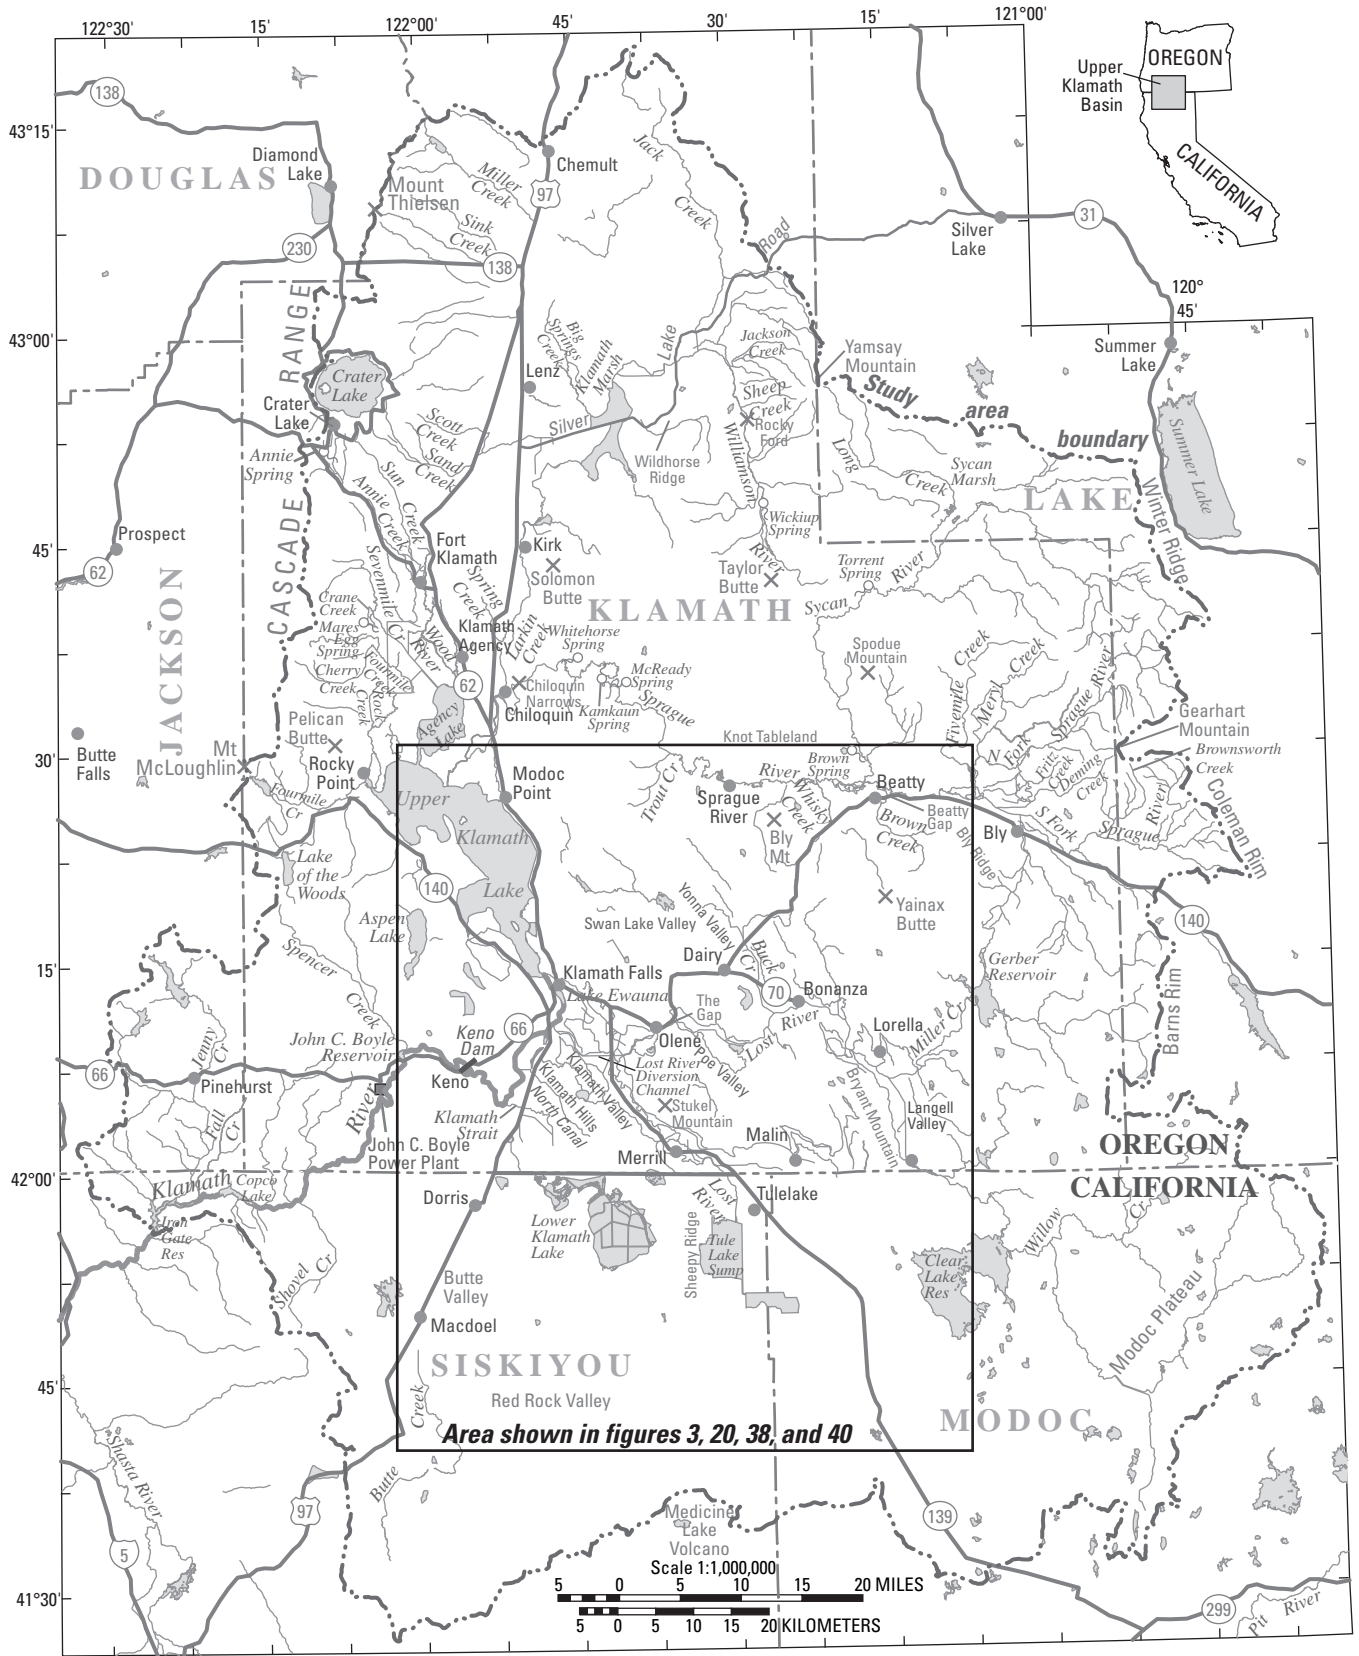 122°30'
15'
122°00'
45'
30'
15'
121°00'
OREGON
Upper
Klamath
Basin
CALIFORNIA
138
43°15'
DOUGLAS
Diamond
Lake
Mount
Thielsen
Miller
Creek
Sink
Creek
Chemult
97
Jack
Creek
Road
Silver
Lake
31
230
138
120°
45'
43°00'
CASCADE RANGE
Crater
Lake
Crater
Lake
Big
Springs
Creek
Klamath
Marsh
Lake
Lenz
Silver
Jackson
Creek
Sheep
Creek
Rocky
Ford
Yamsay
Mountain
Study
area
boundary
Summer
Lake
Summer Lake
Annie
Spring
Scott
Creek
Sand
Creek
Sun
Creek
Annie Creek
Wildhorse
Ridge
Williamson
River
Long
Creek
Sycan
Marsh
LAKE
Winter Ridge
Wickiup
Spring
Prospect
45'
62
Fort
Klamath
Kirk
Solomon
Butte
Taylor
Butte
Torrent
Spring
River
Sycan
KLAMATH
JACKSON
Sevenmile Cr
Spring
Creek
Crane
Creek
Mares
Egg
Spring
Cherry
Creek
Fourmile
Creek
Rock
Creek
Wood
River
Klamath
Agency
Larkin
Creek
Whitehorse
Spring
McReady
Spring
Chiloquin
Narrows
Kamkaun
Spring
Sprague
62
Chiloquin
Agency
Lake
Spodue
Mountain
Fivemile
Creek
Meryl Creek
N
Fork
Sprague River
Fritz
Creek
Deming
Creek
Gearhart
Mountain
Brownsworth
Creek
Butte
Falls
Mt
McLoughlin
Pelican
Butte
Rocky
Point
30'
Knot Tableland
Modoc
Point
Trout Cr
Sprague
River
River
Brown
Spring
Whisky
Creek
Beatty
Beatty
Gap
Brown
Creek
Bly
Mt
Bly Ridge
Bly
S Fork
Sprague
River
Coleman Rim
Fourmile
Cr
Upper
Klamath
Lake
Lake
of the
Woods
140
Aspen
Lake
Swan Lake Valley
Yonna Valley
Yainax
Butte
140
15'
Spencer
Creek
Klamath Falls
Lake Ewauna
Dairy
Buck
Cr
70
Bonanza
The
Gap
Olene
Lost
River
Gerber
Reservoir
Barns Rim
Lorella
Miller Cr
66
Jenny
Cr
Pinehurst
Fall
Cr
John C. Boyle
Reservoir
Keno
Dam
66
Keno
River
Klamath
Strait
Klamath Hills
North Canal
Klamath Valley
Lost River
Diversion
Channel
Poe Valley
Stukel
Mountain
Bryant Mountain
Langell
Valley
John C. Boyle
Power Plant
Merrill
Malin
OREGON
CALIFORNIA
42°00'
Klamath
Copco
Lake
Iron
Gate
Res
Dorris
Lower
Klamath
Lake
Lost
River
Tulelake
Sheepy Ridge
Tule
Lake
Sump
Clear
Lake
Res
Willow
Cr
Shovel
Cr
Butte
Valley
Macdoel
Modoc Plateau
SISKIYOU
45'
Red Rock Valley
Creek
Butte
MODOC
Area shown in figures 3, 20, 38, and 40
Shasta River
97
5
Medicine
Lake
Volcano
139
Scale 1:1,000,000
5 0 5 10 15 20 MILES
5 0 5 10 15 20 KILOMETERS
41°30'
299
Pit River